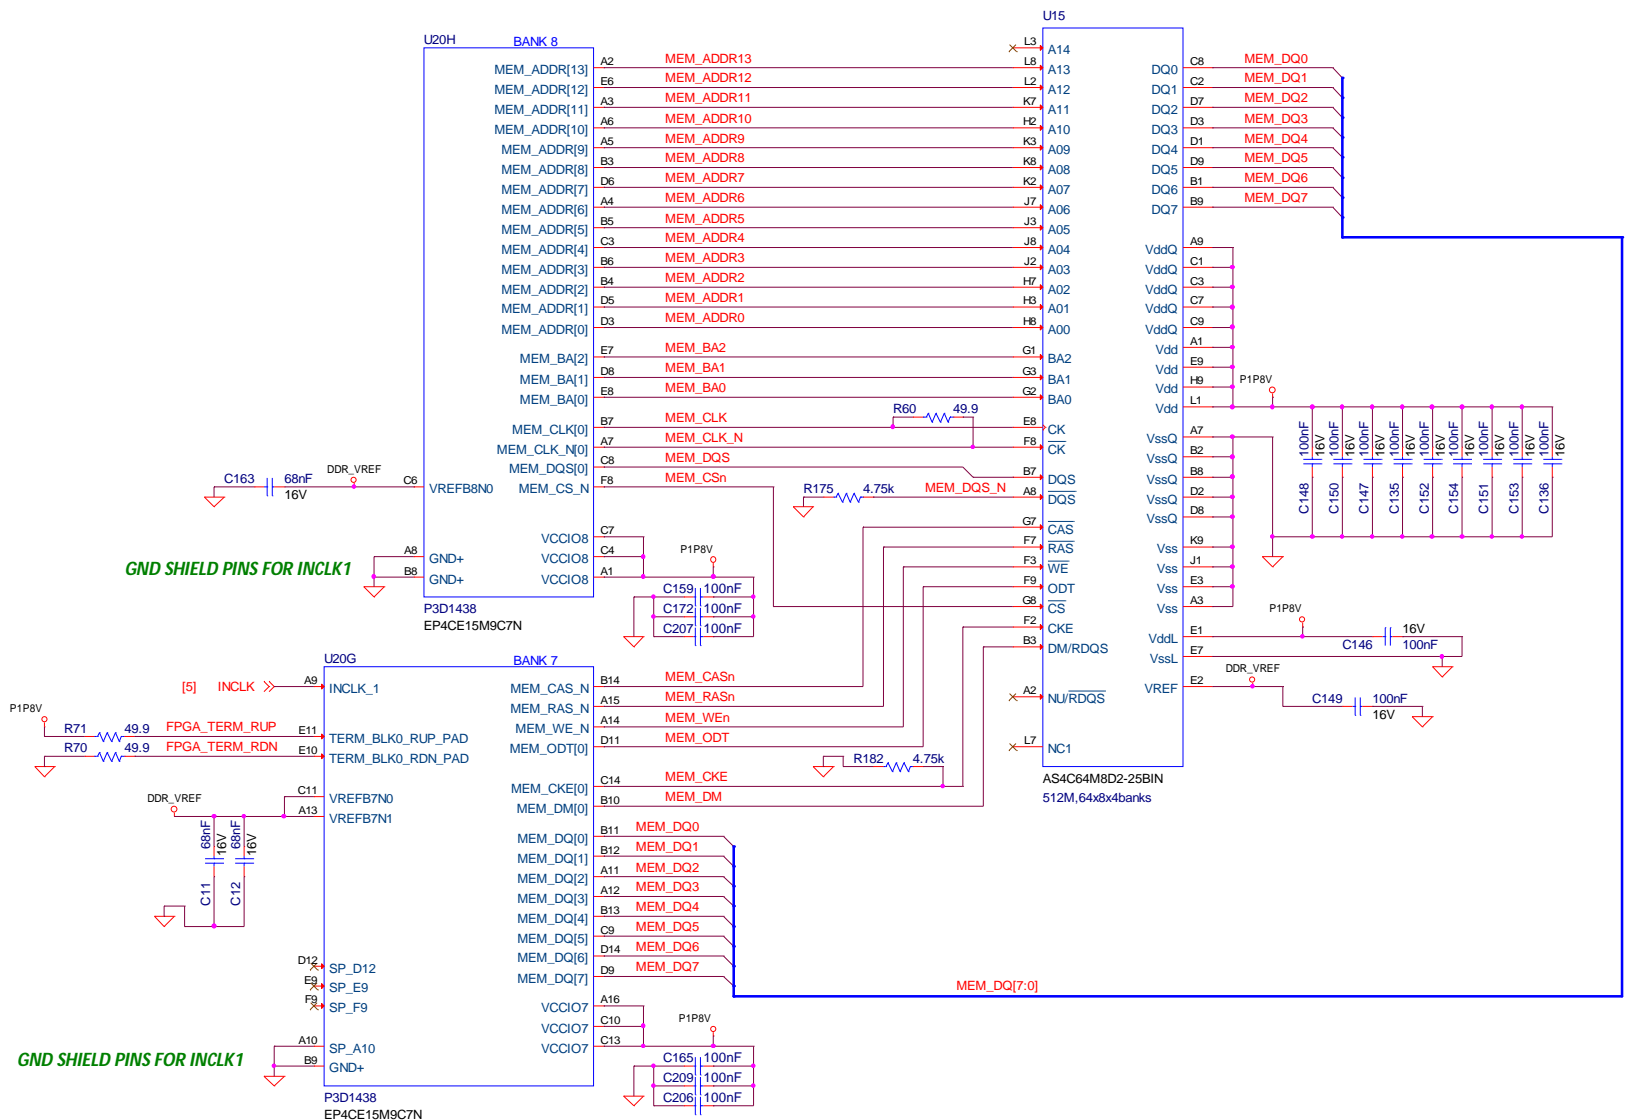 U20H BANK 8
MEM_ADDR[13] A2 MEM_ADDR13
MEM_ADDR[12] E6 MEM_ADDR12
MEM_ADDR[11] A3 MEM_ADDR11
MEM_ADDR[10] A6 MEM_ADDR10
MEM_ADDR[9] A5 MEM_ADDR9
MEM_ADDR[8] B3 MEM_ADDR8
MEM_ADDR[7] D6 MEM_ADDR7
MEM_ADDR[6] A4 MEM_ADDR6
MEM_ADDR[5] B5 MEM_ADDR5
MEM_ADDR[4] C3 MEM_ADDR4
MEM_ADDR[3] B6 MEM_ADDR3
MEM_ADDR[2] B4 MEM_ADDR2
MEM_ADDR[1] D5 MEM_ADDR1
MEM_ADDR[0] D3 MEM_ADDR0
MEM_BA[2] E7 MEM_BA2
MEM_BA[1] D8 MEM_BA1
MEM_BA[0] E8 MEM_BA0
MEM_CLK[0] B7 MEM_CLK
MEM_CLK_N[0] A7 MEM_CLK_N
MEM_DQS[0] C8 MEM_DQS
MEM_CS_N F8 MEM_CSn
R60 49.9
R175 4.75k MEM_DQS_N
C163 68nF 16V DDR_VREF C6 VREFB8N0
C7 VCCIO8
C4 VCCIO8
A1 VCCIO8
A8 GND+
B8 GND+
GND SHIELD PINS FOR INCLK1
P1P8V
C159 100nF
C172 100nF
C207 100nF
P3D1438
EP4CE15M9C7N
U15
L3 A14
L8 A13
L2 A12
K7 A11
H2 A10
K3 A09
K8 A08
K2 A07
J7 A06
J3 A05
J8 A04
J2 A03
H7 A02
H3 A01
H8 A00
G1 BA2
G3 BA1
G2 BA0
E8 CK
F8 CK
B7 DQS
A8 DQS
G7 CAS
F7 RAS
F3 WE
F9 ODT
G8 CS
F2 CKE
B3 DM/RDQS
A2 NU/RDQS
L7 NC1
DQ0 C8 MEM_DQ0
DQ1 C2 MEM_DQ1
DQ2 D7 MEM_DQ2
DQ3 D3 MEM_DQ3
DQ4 D1 MEM_DQ4
DQ5 D9 MEM_DQ5
DQ6 B1 MEM_DQ6
DQ7 B9 MEM_DQ7
VddQ A9
VddQ C1
VddQ C3
VddQ C7
VddQ C9
Vdd A1
Vdd E9
Vdd H9
Vdd L1
P1P8V
VssQ A7
VssQ B2
VssQ B8
VssQ D2
VssQ D8
Vss K9
Vss J1
Vss E3
Vss A3
C148 100nF 16V
C150 100nF 16V
C147 100nF 16V
C135 100nF 16V
C152 100nF 16V
C154 100nF 16V
C151 100nF 16V
C153 100nF 16V
C136 100nF 16V
P1P8V
VddL E1
VssL E7
C146 16V 100nF
DDR_VREF
VREF E2
C149 100nF 16V
AS4C64M8D2-25BIN
512M,64x8x4banks
U20G BANK 7
[5] INCLK A9 INCLK_1
P1P8V
R71 49.9 FPGA_TERM_RUP E11 TERM_BLK0_RUP_PAD
R70 49.9 FPGA_TERM_RDN E10 TERM_BLK0_RDN_PAD
DDR_VREF
C11 VREFB7N0
A13 VREFB7N1
C11 68nF 16V
C12 68nF 16V
D12 SP_D12
E9 SP_E9
F9 SP_F9
A10 SP_A10
B9 GND+
GND SHIELD PINS FOR INCLK1
MEM_CAS_N B14 MEM_CASn
MEM_RAS_N A15 MEM_RASn
MEM_WE_N A14 MEM_WEn
MEM_ODT[0] D11 MEM_ODT
R182 4.75k
MEM_CKE[0] C14 MEM_CKE
MEM_DM[0] B10 MEM_DM
MEM_DQ[0] B11 MEM_DQ0
MEM_DQ[1] B12 MEM_DQ1
MEM_DQ[2] A11 MEM_DQ2
MEM_DQ[3] A12 MEM_DQ3
MEM_DQ[4] B13 MEM_DQ4
MEM_DQ[5] C9 MEM_DQ5
MEM_DQ[6] D14 MEM_DQ6
MEM_DQ[7] D9 MEM_DQ7
MEM_DQ[7:0]
VCCIO7 A16
VCCIO7 C10
VCCIO7 C13
P1P8V
C165 100nF
C209 100nF
C206 100nF
P3D1438
EP4CE15M9C7N